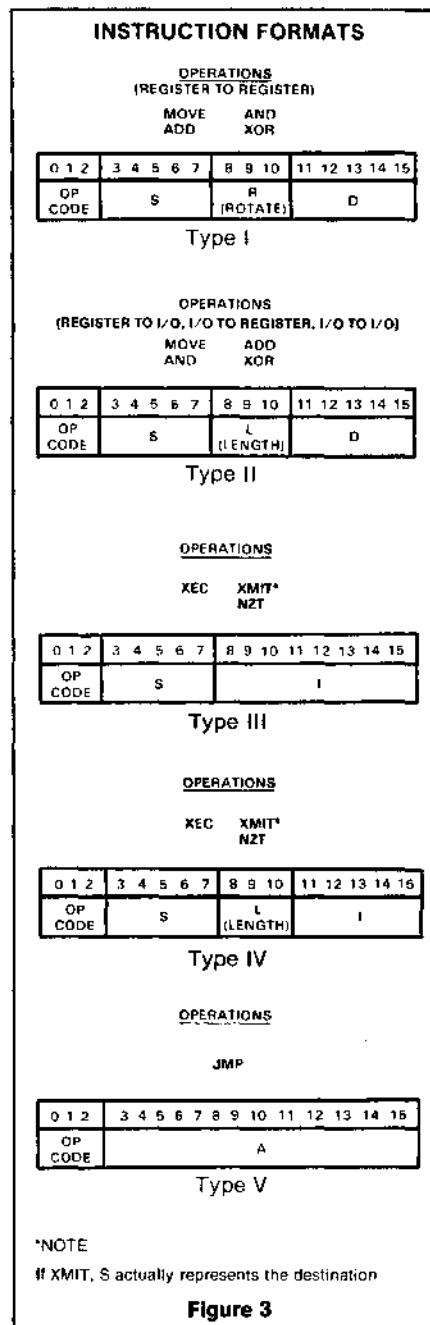 INSTRUCTION FORMATS
OPERATIONS
(REGISTER TO REGISTER)
MOVE AND
ADD XOR
0 1 2 3 4 5 6 7 8 9 10 11 12 13 14 15
OP CODE S R (ROTATE) D
Type I
OPERATIONS
(REGISTER TO I/O, I/O TO REGISTER, I/O TO I/O)
MOVE ADD
AND XOR
0 1 2 3 4 5 6 7 8 9 10 11 12 13 14 15
OP CODE S L (LENGTH) D
Type II
OPERATIONS
XEC XMIT*
NZT
0 1 2 3 4 5 6 7 8 9 10 11 12 13 14 15
OP CODE S I
Type III
OPERATIONS
XEC XMIT*
NZT
0 1 2 3 4 5 6 7 8 9 10 11 12 13 14 15
OP CODE S L (LENGTH) I
Type IV
OPERATIONS
JMP
0 1 2 3 4 5 6 7 8 9 10 11 12 13 14 15
OP CODE A
Type V
*NOTE
If XMIT, S actually represents the destination
Figure 3